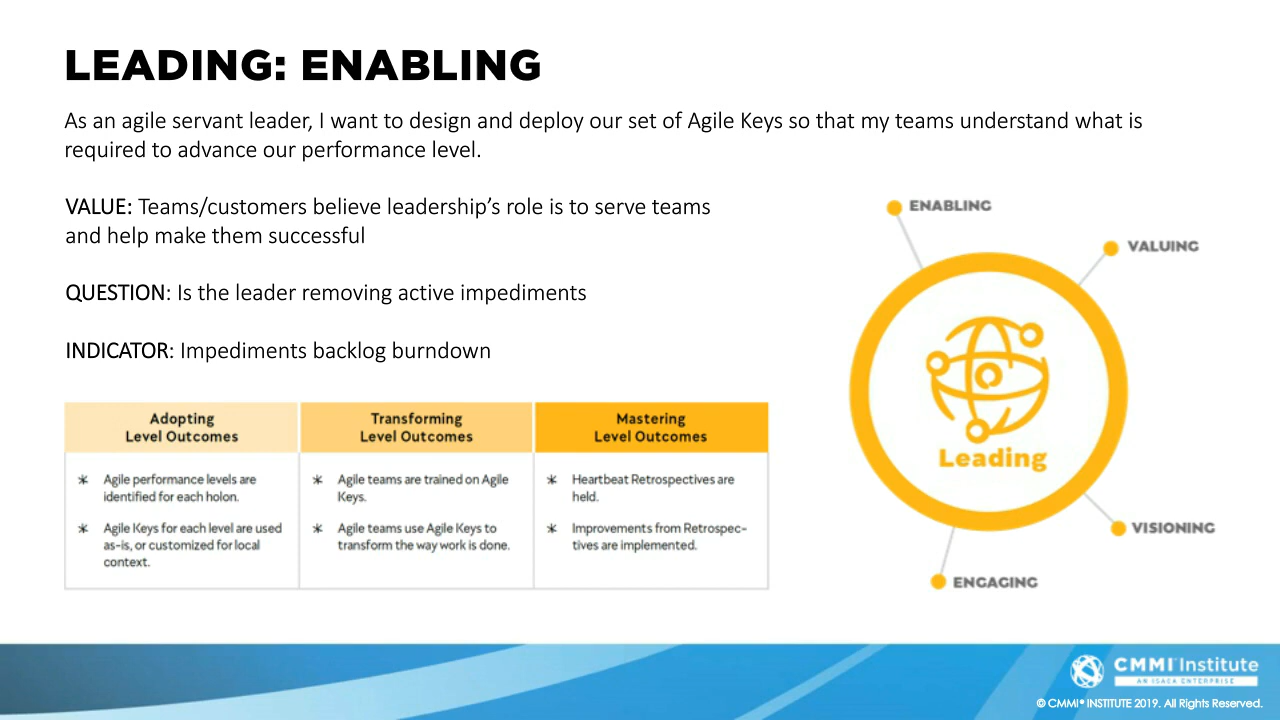 LEADING: ENABLING
As an agile servant leader, I want to design and deploy our set of Agile Keys so that my teams understand what is
required to advance our performance level.
VALUE: Teams/customers believe leadership's role is to serve teams
and help make them successful
QUESTION: Is the leader removing active impediments
INDICATOR: Impediments backlog burndown
Adopting
Level Outcomes
* Agile performance levels are
identified for each holon.
* Agile Keys for each level are used
as-is, or customized for local
context.
Transforming
Level Outcomes
* Agile teams are trained on Agile
Keys.
* Agile teams use Agile Keys to
transform the way work is done.
Mastering
Level Outcomes
* Heartbeat Retrospectives are
held.
* Improvements from Retrospec-
tives are implemented.
ENABLING
VALUING
Leading
VISIONING
ENGAGING
CMMI® Institute
AN ISACA ENTERPRISE
© CMMI® INSTITUTE 2019. All Rights Reserved.